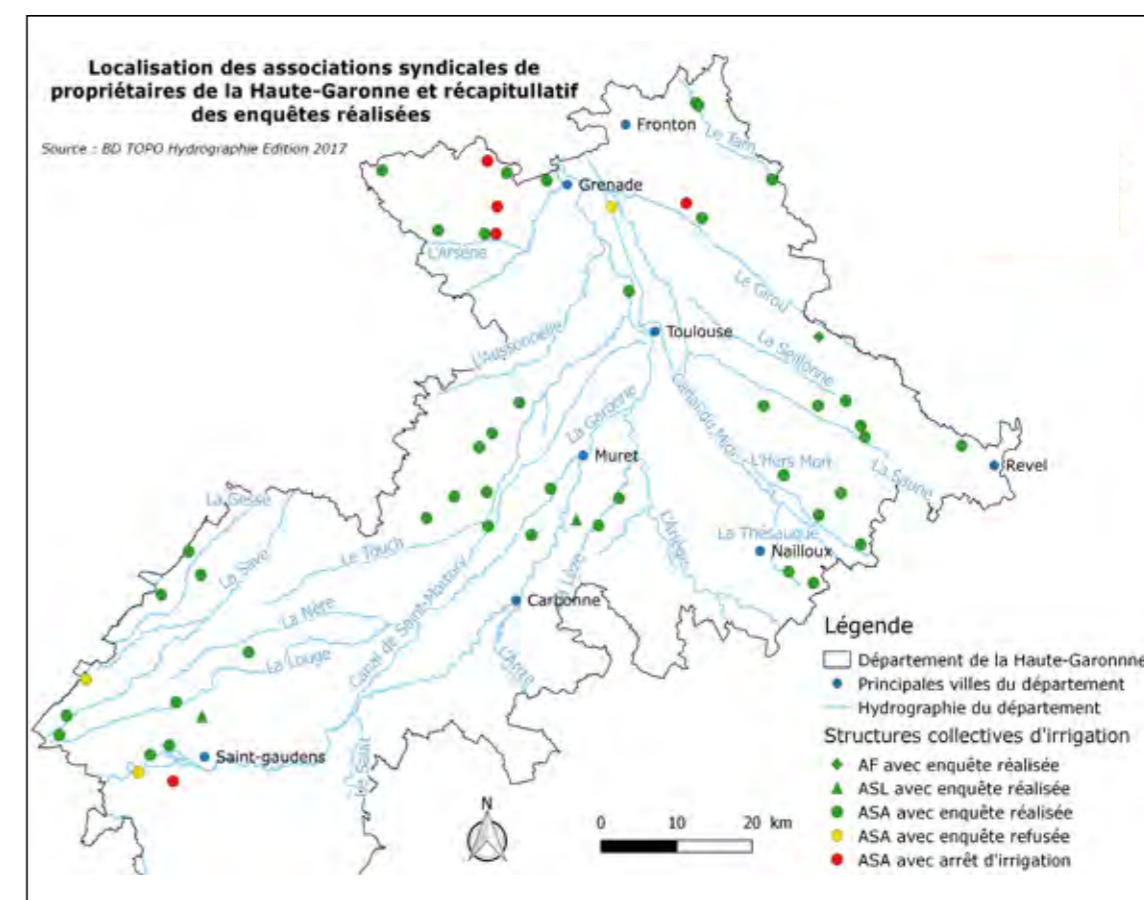 Localisation des associations syndicales de
propriétaires de la Haute-Garonne et récapitullatif
des enquêtes réalisées
Source : BD TOPO Hydrographie Edition 2017
Fronton
Le Tarn
Grenade
L'Arsène
Le Girou
Toulouse
La Seillonne
L'Aussonnelle
Canal du Midi
La Garonne
Muret
L'Hers Mort
La Saune
Revel
La Gesse
La Save
Le Touch
La Thésauque
Nailloux
L'Ariège
La Lèze
Canal de Saint-Martory
Carbonne
La Nère
La Louge
L'Arize
Saint-gaudens
Le Salat
N
0 10 20 km
Légende
Département de la Haute-Garonnne
Principales villes du département
Hydrographie du département
Structures collectives d'irrigation
AF avec enquête réalisée
ASL avec enquête réalisée
ASA avec enquête réalisée
ASA avec enquête refusée
ASA avec arrêt d'irrigation